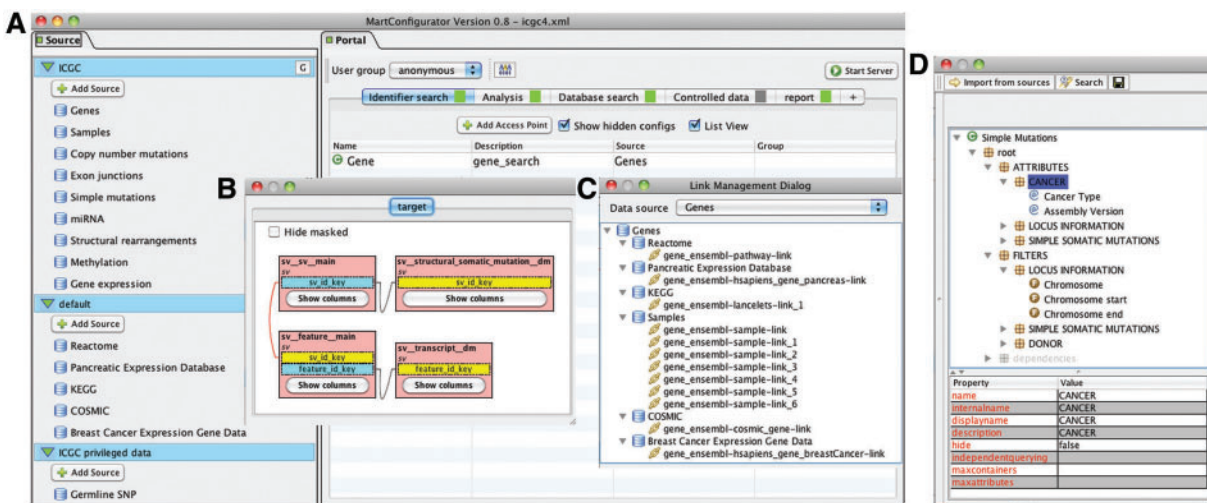 A
MartConfigurator Version 0.8 – icgc4.xml
Source
ICGC
G
Add Source
Genes
Samples
Copy number mutations
Exon junctions
Simple mutations
miRNA
Structural rearrangements
Methylation
Gene expression
default
Add Source
Reactome
Pancreatic Expression Database
KEGG
COSMIC
Breast Cancer Expression Gene Data
ICGC privileged data
Add Source
Germline SNP
Portal
User group anonymous
Start Server
Identifier search Analysis Database search Controlled data report +
Add Access Point Show hidden configs List View
Name Description Source Group
Gene gene_search Genes
B
target
Hide masked
sv__sv__main
sv
sv_id_key
Show columns
sv__structural_somatic_mutation__dm
sv
sv_id_key
Show columns
sv__feature__main
sv
sv_id_key
feature_id_key
Show columns
sv__transcript__dm
sv
feature_id_key
Show columns
C
Link Management Dialog
Data source Genes
Genes
Reactome
gene_ensembl-pathway-link
Pancreatic Expression Database
gene_ensembl-hsapiens_gene_pancreas-link
KEGG
gene_ensembl-lancelets-link_1
Samples
gene_ensembl-sample-link
gene_ensembl-sample-link_1
gene_ensembl-sample-link_2
gene_ensembl-sample-link_3
gene_ensembl-sample-link_4
gene_ensembl-sample-link_5
gene_ensembl-sample-link_6
COSMIC
gene_ensembl-cosmic_gene-link
Breast Cancer Expression Gene Data
gene_ensembl-hsapiens_gene_breastCancer-link
D
Import from sources Search
Simple Mutations
root
ATTRIBUTES
CANCER
Cancer Type
Assembly Version
LOCUS INFORMATION
SIMPLE SOMATIC MUTATIONS
FILTERS
LOCUS INFORMATION
Chromosome
Chromosome start
Chromosome end
SIMPLE SOMATIC MUTATIONS
DONOR
dependencies
Property Value
name CANCER
internalname CANCER
displayname CANCER
description CANCER
hide false
independentquerying
maxcontainers
maxattributes